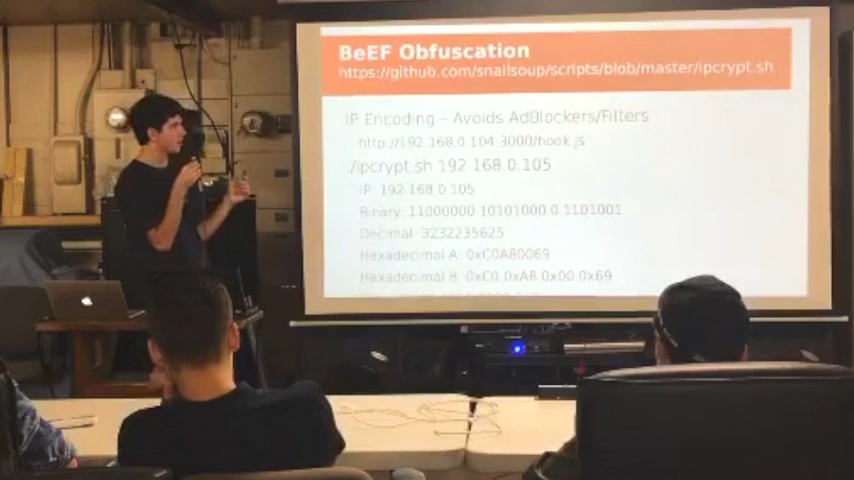 BeEF Obfuscation
https://github.com/snailsoup/scripts/blob/master/ipcrypt.sh
IP Encoding – Avoids AdBlockers/Filters
http://192.168.0.104:3000/hook.js
./ipcrypt.sh 192.168.0.105
IP: 192.168.0.105
Binary: 11000000.10101000.0.1101001
Decimal: 3232235625
Hexadecimal A: 0xC0A80069
Hexadecimal B: 0xC0.0xA8.0x00.0x69